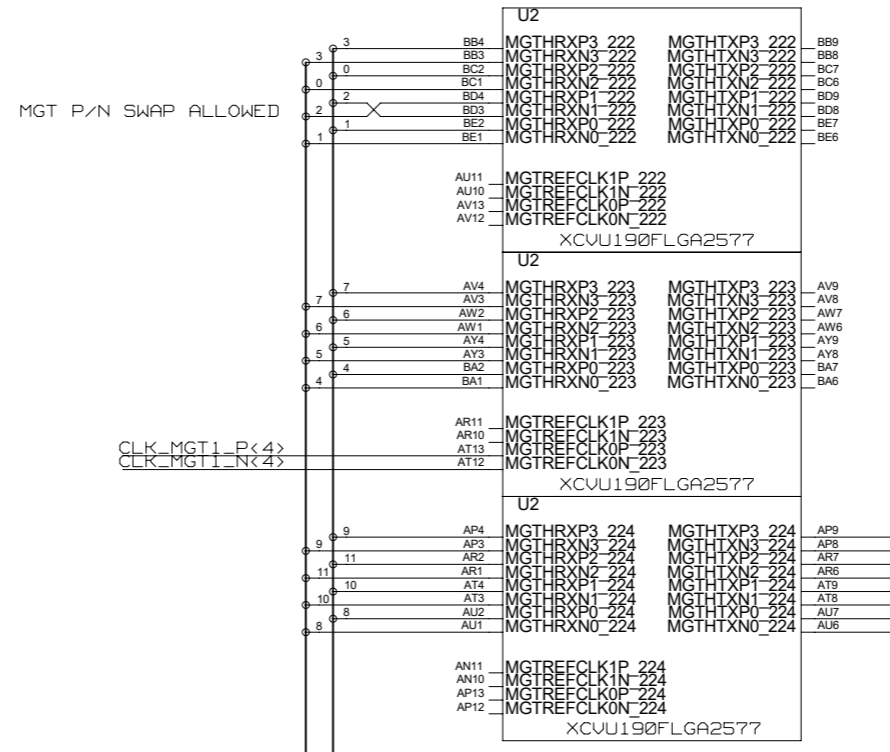 U2
3 BB4 MGTHRXP3_222 MGTHTXP3_222 BB9
3 BB3 MGTHRXN3_222 MGTHTXN3_222 BB8
0 BC2 MGTHRXP2_222 MGTHTXP2_222 BC7
0 BC1 MGTHRXN2_222 MGTHTXN2_222 BC6
2 BD4 MGTHRXP1_222 MGTHTXP1_222 BD9
MGT P/N SWAP ALLOWED 2 BD3 MGTHRXN1_222 MGTHTXN1_222 BD8
1 BE2 MGTHRXP0_222 MGTHTXP0_222 BE7
1 BE1 MGTHRXN0_222 MGTHTXN0_222 BE6
AU11 MGTREFCLK1P_222
AU10 MGTREFCLK1N_222
AV13 MGTREFCLK0P_222
AV12 MGTREFCLK0N_222
XCVU190FLGA2577
U2
7 AV4 MGTHRXP3_223 MGTHTXP3_223 AV9
7 AV3 MGTHRXN3_223 MGTHTXN3_223 AV8
6 AW2 MGTHRXP2_223 MGTHTXP2_223 AW7
6 AW1 MGTHRXN2_223 MGTHTXN2_223 AW6
5 AY4 MGTHRXP1_223 MGTHTXP1_223 AY9
5 AY3 MGTHRXN1_223 MGTHTXN1_223 AY8
4 BA2 MGTHRXP0_223 MGTHTXP0_223 BA7
4 BA1 MGTHRXN0_223 MGTHTXN0_223 BA6
AR11 MGTREFCLK1P_223
AR10 MGTREFCLK1N_223
CLK_MGT1_P<4> AT13 MGTREFCLK0P_223
CLK_MGT1_N<4> AT12 MGTREFCLK0N_223
XCVU190FLGA2577
U2
9 AP4 MGTHRXP3_224 MGTHTXP3_224 AP9
9 AP3 MGTHRXN3_224 MGTHTXN3_224 AP8
11 AR2 MGTHRXP2_224 MGTHTXP2_224 AR7
11 AR1 MGTHRXN2_224 MGTHTXN2_224 AR6
10 AT4 MGTHRXP1_224 MGTHTXP1_224 AT9
10 AT3 MGTHRXN1_224 MGTHTXN1_224 AT8
8 AU2 MGTHRXP0_224 MGTHTXP0_224 AU7
8 AU1 MGTHRXN0_224 MGTHTXN0_224 AU6
AN11 MGTREFCLK1P_224
AN10 MGTREFCLK1N_224
AP13 MGTREFCLK0P_224
AP12 MGTREFCLK0N_224
XCVU190FLGA2577